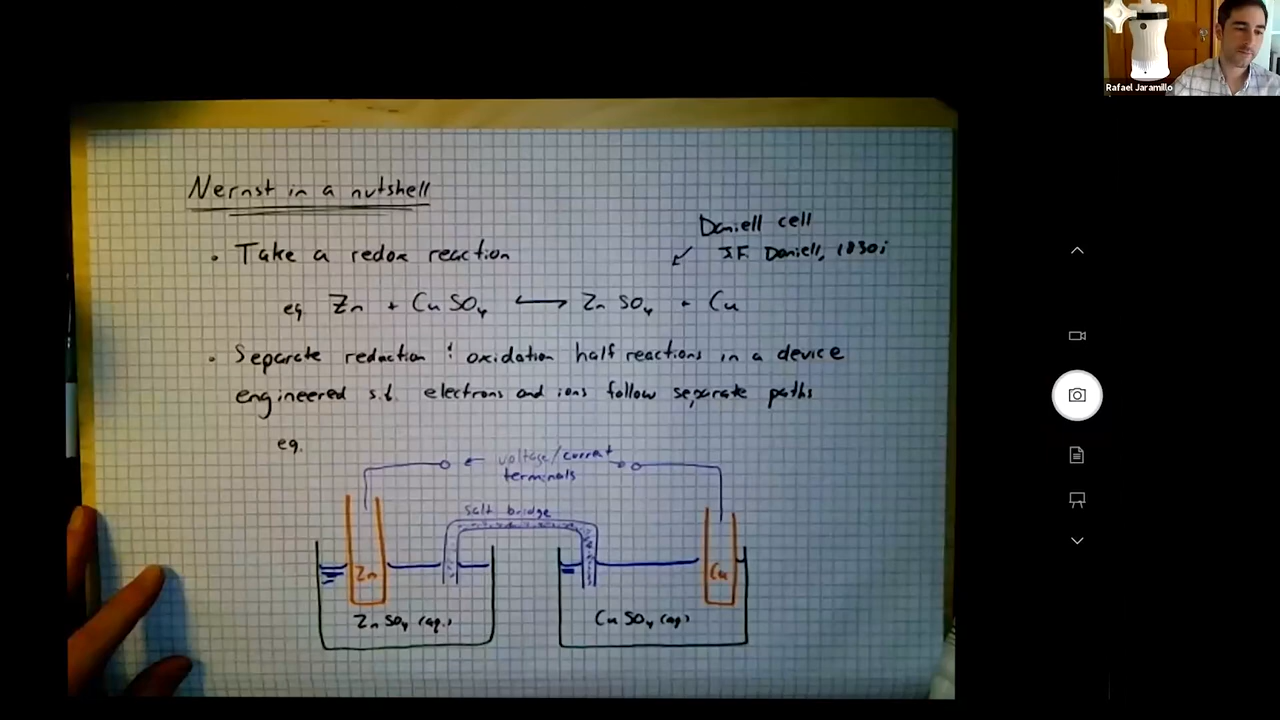 Rafael Jaramillo
Nernst in a nutshell
Daniell cell
J.F. Daniell, 1830's
• Take a redox reaction
eg. Zn + CuSO₄ ⟷ ZnSO₄ + Cu
• Separate reduction & oxidation half reactions in a device
engineered s.t. electrons and ions follow separate paths
eg.
voltage/current
terminals
salt bridge
Zn
Cu
ZnSO₄ (aq.)
CuSO₄ (aq)